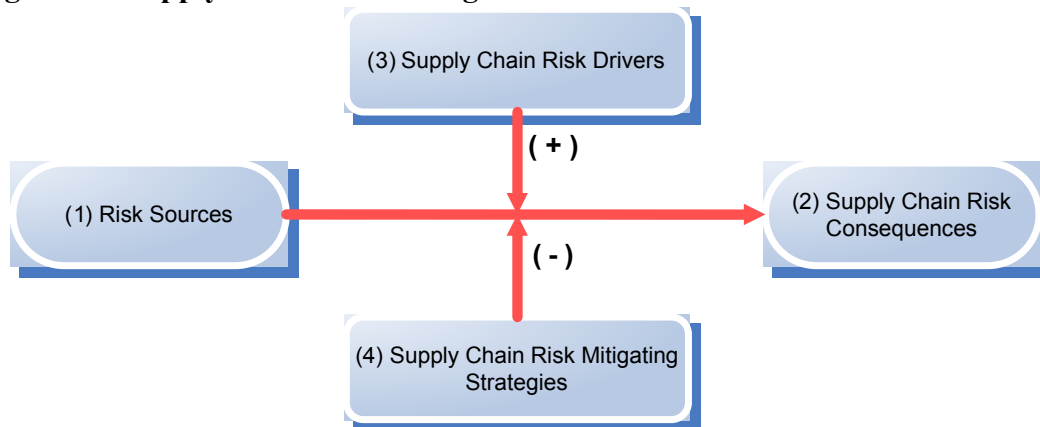 (3) Supply Chain Risk Drivers
( + )
(1) Risk Sources
(2) Supply Chain Risk
Consequences
( - )
(4) Supply Chain Risk Mitigating
Strategies